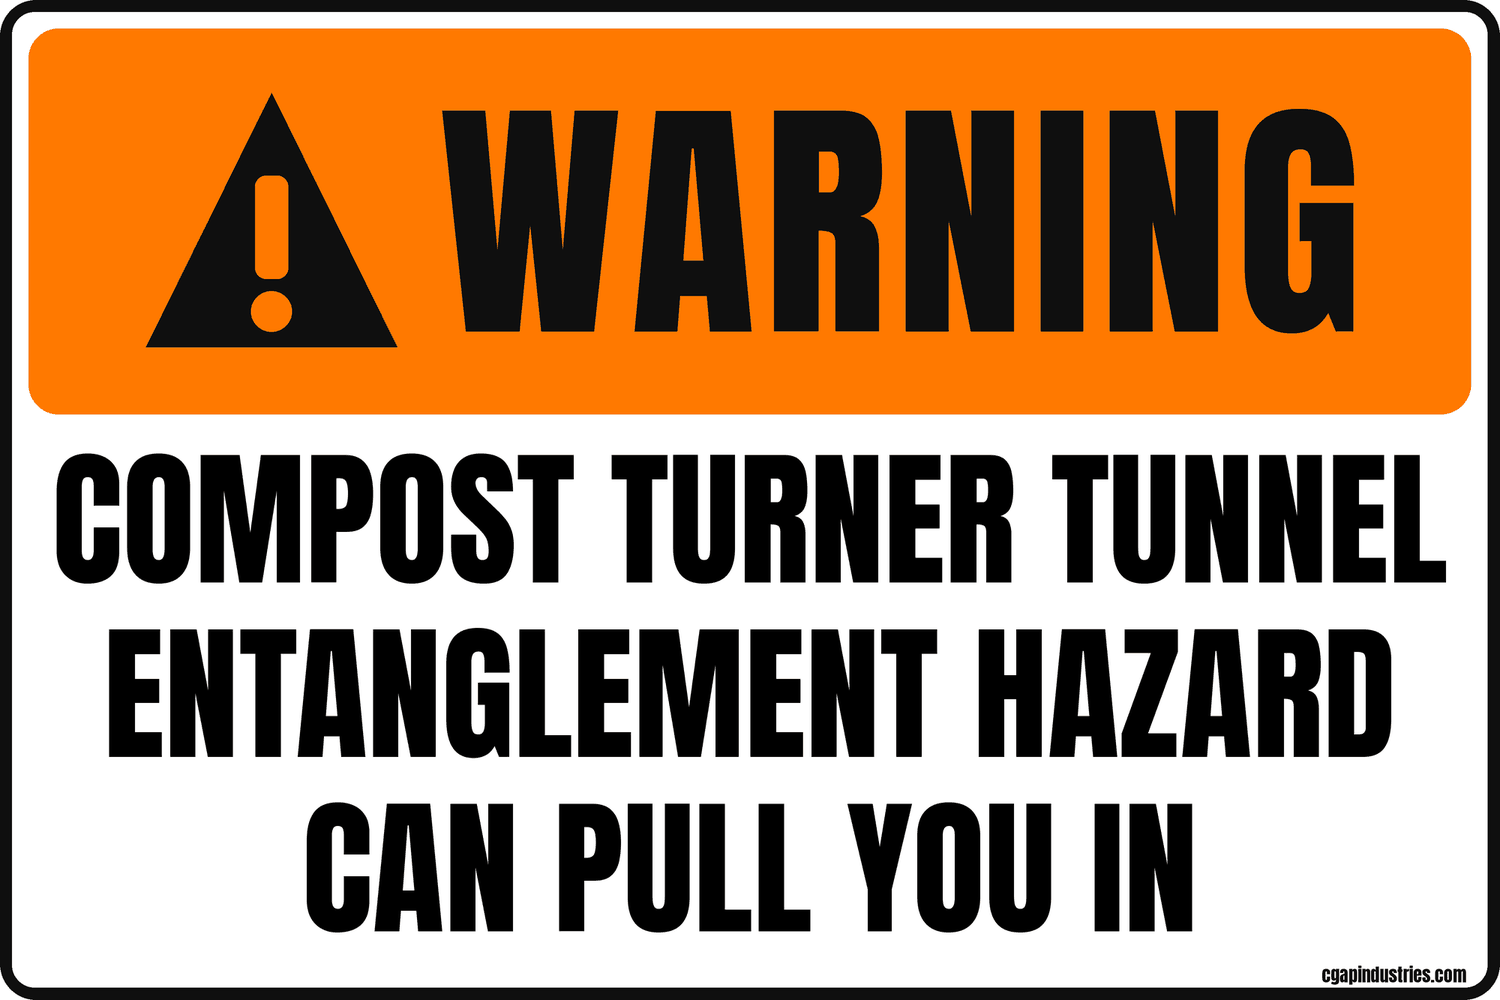 WARNING
COMPOST TURNER TUNNEL
ENTANGLEMENT HAZARD
CAN PULL YOU IN
cgapindustries.com